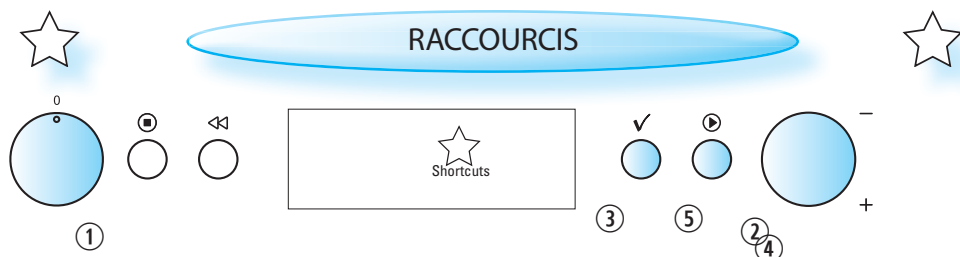 RACCOURCIS
0
Shortcuts
−
+
① ③ ⑤ ② ④